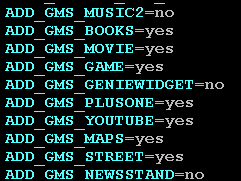 ADD_GMS_MUSIC2=no
ADD_GMS_BOOKS=yes
ADD_GMS_MOVIE=yes
ADD_GMS_GAME=yes
ADD_GMS_GENIEWIDGET=no
ADD_GMS_PLUSONE=yes
ADD_GMS_YOUTUBE=yes
ADD_GMS_MAPS=yes
ADD_GMS_STREET=yes
ADD_GMS_NEWSSTAND=no